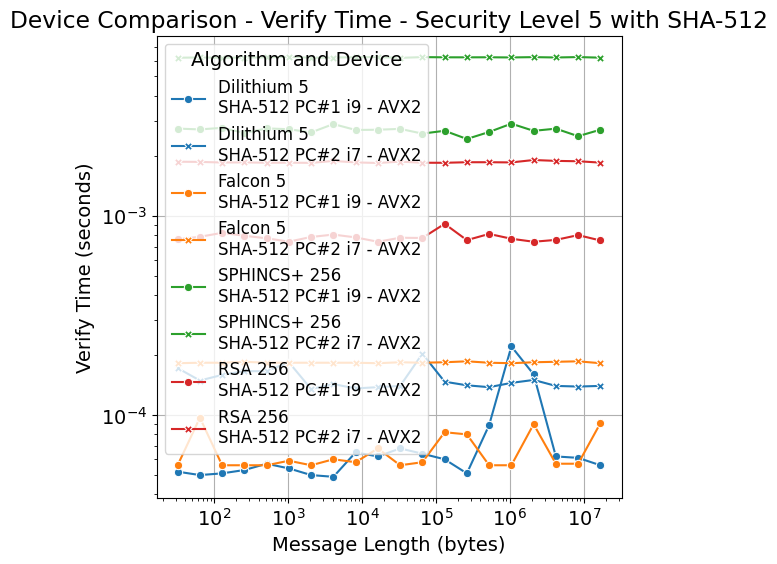 Device Comparison - Verify Time - Security Level 5 with SHA-512
Algorithm and Device
Dilithium 5
SHA-512 PC#1 i9 - AVX2
Dilithium 5
SHA-512 PC#2 i7 - AVX2
Falcon 5
SHA-512 PC#1 i9 - AVX2
Falcon 5
SHA-512 PC#2 i7 - AVX2
SPHINCS+ 256
SHA-512 PC#1 i9 - AVX2
SPHINCS+ 256
SHA-512 PC#2 i7 - AVX2
RSA 256
SHA-512 PC#1 i9 - AVX2
RSA 256
SHA-512 PC#2 i7 - AVX2
Verify Time (seconds)
10⁻³
10⁻⁴
10² 10³ 10⁴ 10⁵ 10⁶ 10⁷
Message Length (bytes)